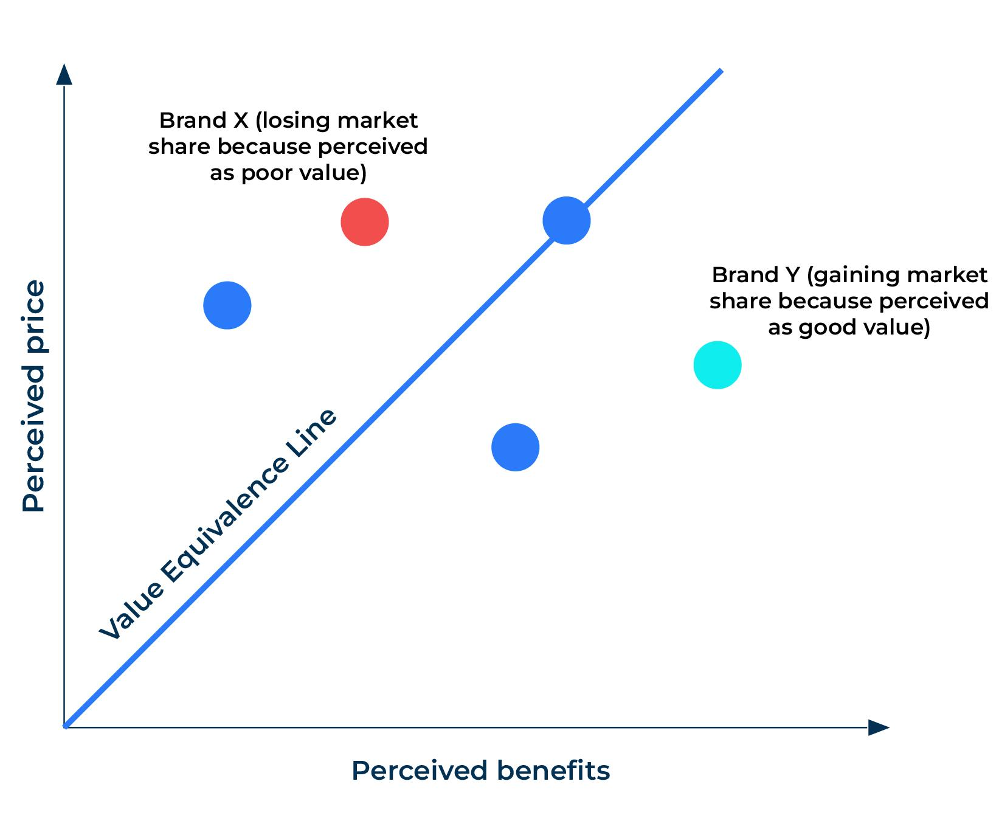 Brand X (losing market
share because perceived
as poor value)
Brand Y (gaining market
share because perceived
as good value)
Perceived price
Value Equivalence Line
Perceived benefits